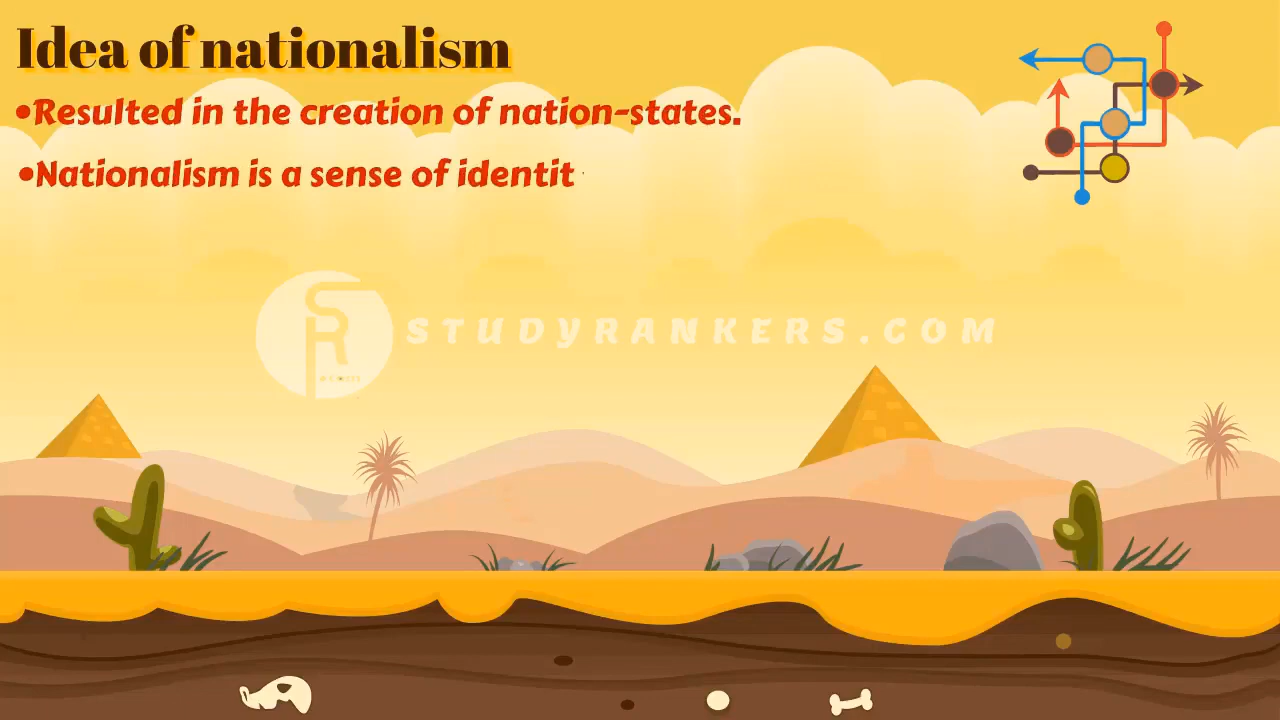 Idea of nationalism
•Resulted in the creation of nation-states.
•Nationalism is a sense of identit
STUDYRANKERS.COM